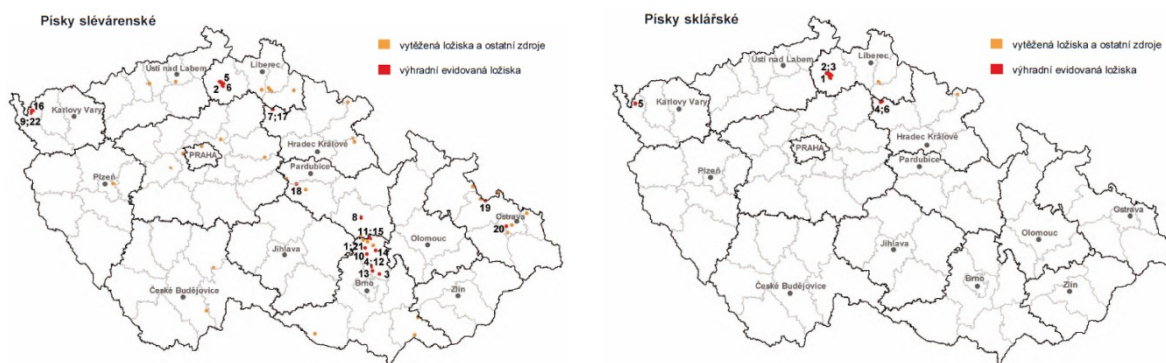 Písky slévárenské
vytěžená ložiska a ostatní zdroje
výhradní evidovaná ložiska
Liberec
Ústí nad Labem
5
2
6
16
Karlovy Vary
9;22
7;17
Hradec Králové
PRAHA
Pardubice
Plzeň
18
19
8
Ostrava
20
11;15
1;21
14
Olomouc
Jihlava
10
4;12
13
3
Brno
Zlín
České Budějovice
Písky sklářské
vytěžená ložiska a ostatní zdroje
výhradní evidovaná ložiska
Liberec
Ústí nad Labem
2;3
1
5
Karlovy Vary
4;6
Hradec Králové
PRAHA
Pardubice
Plzeň
Ostrava
Olomouc
Jihlava
Brno
Zlín
České Budějovice